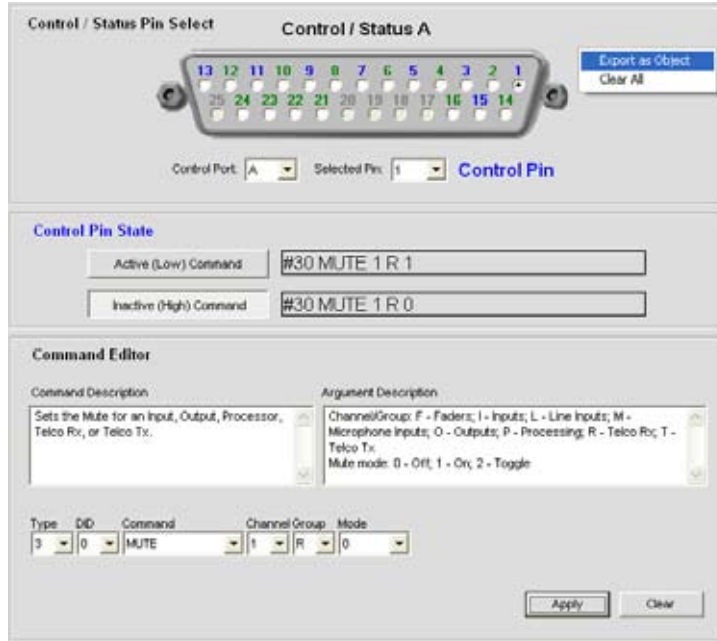 Control / Status Pin Select
Control / Status A
Export as Object
Clear All
13 12 11 10 9 8 7 6 5 4 3 2 1
25 24 23 22 21 20 19 18 17 16 15 14
Control Port: A Selected Pin: 1 Control Pin
Control Pin State
Active (Low) Command #30 MUTE 1 R 1
Inactive (High) Command #30 MUTE 1 R 0
Command Editor
Command Description Argument Description
Sets the Mute for an Input, Output, Processor,
Telco Rx, or Telco Tx.
Channel/Group: F - Faders; I - Inputs; L - Line Inputs; M -
Microphone Inputs; O - Outputs; P - Processing; R - Telco Rx; T -
Telco Tx
Mute mode: 0 - Off; 1 - On; 2 - Toggle
Type DID Command Channel Group Mode
3 0 MUTE 1 R 0
Apply Clear